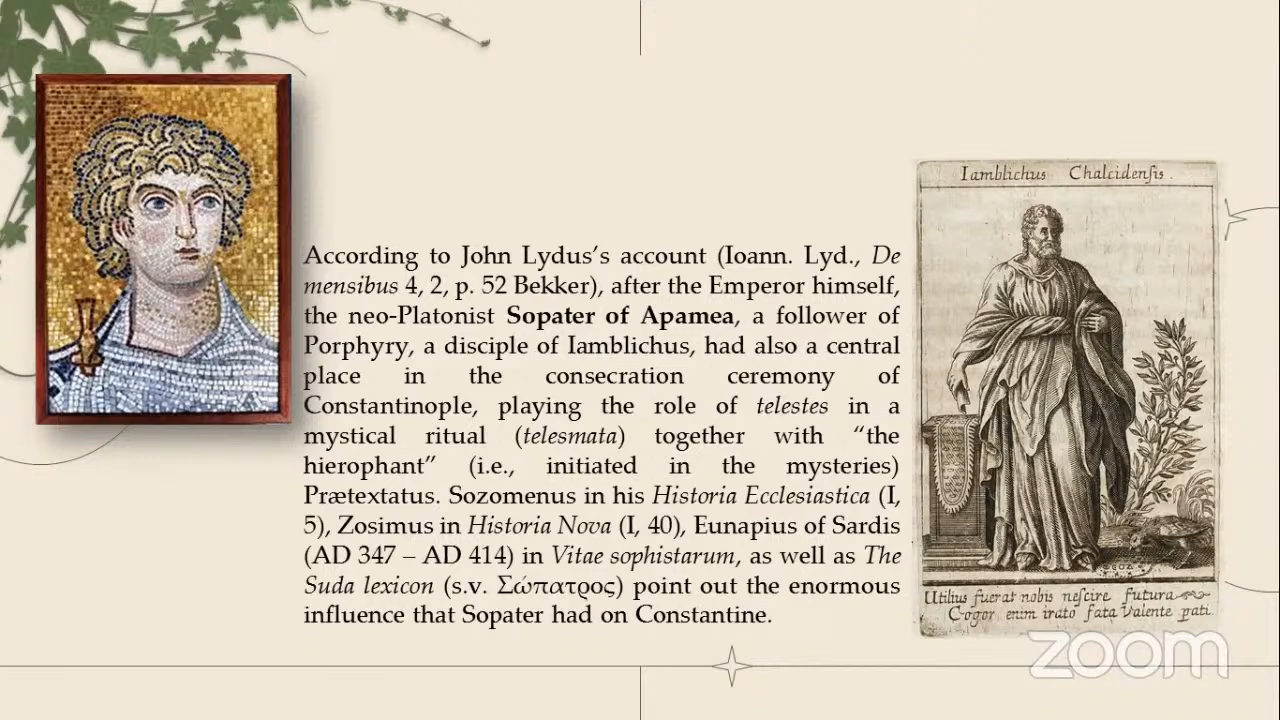 According to John Lydus’s account (Ioann. Lyd., De
mensibus 4, 2, p. 52 Bekker), after the Emperor himself,
the neo-Platonist Sopater of Apamea, a follower of
Porphyry, a disciple of Iamblichus, had also a central
place in the consecration ceremony of
Constantinople, playing the role of telestes in a
mystical ritual (telesmata) together with “the
hierophant” (i.e., initiated in the mysteries)
Prætextatus. Sozomenus in his Historia Ecclesiastica (I,
5), Zosimus in Historia Nova (I, 40), Eunapius of Sardis
(AD 347 – AD 414) in Vitae sophistarum, as well as The
Suda lexicon (s.v. Σώπατρος) point out the enormous
influence that Sopater had on Constantine.
Iamblichus Chalcidensis.
Utilius fuerat nobis nescire futura
Cogor enim irato fata Valente pati.
zoom